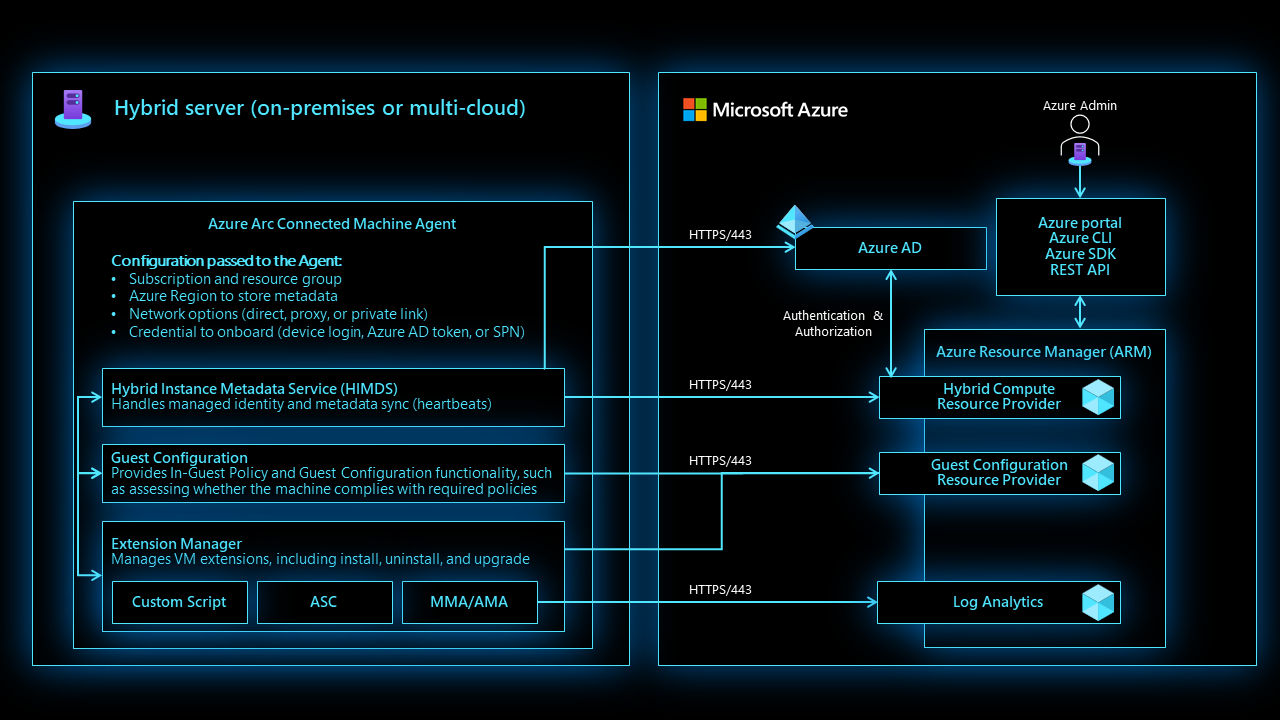 Hybrid server (on-premises or multi-cloud)
Azure Arc Connected Machine Agent
Configuration passed to the Agent:
• Subscription and resource group
• Azure Region to store metadata
• Network options (direct, proxy, or private link)
• Credential to onboard (device login, Azure AD token, or SPN)
Hybrid Instance Metadata Service (HIMDS)
Handles managed identity and metadata sync (heartbeats)
Guest Configuration
Provides In-Guest Policy and Guest Configuration functionality, such
as assessing whether the machine complies with required policies
Extension Manager
Manages VM extensions, including install, uninstall, and upgrade
Custom Script
ASC
MMA/AMA
HTTPS/443
HTTPS/443
HTTPS/443
HTTPS/443
Microsoft Azure
Azure Admin
Azure portal
Azure CLI
Azure SDK
REST API
Azure AD
Authentication &
Authorization
Azure Resource Manager (ARM)
Hybrid Compute
Resource Provider
Guest Configuration
Resource Provider
Log Analytics